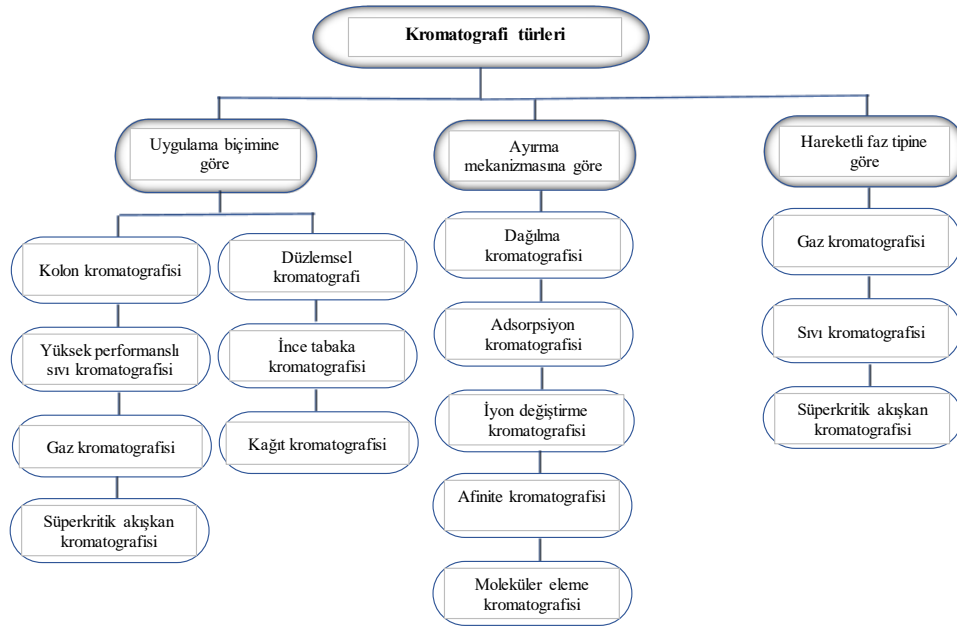 Kromatografi türleri
Uygulama biçimine
göre
Kolon kromatografisi
Yüksek performanslı
sıvı kromatografisi
Gaz kromatografisi
Süperkritik akışkan
kromatografisi
Düzlemsel
kromatografi
İnce tabaka
kromatografisi
Kağıt kromatografisi
Ayırma
mekanizmasına göre
Dağılma
kromatografisi
Adsorpsiyon
kromatografisi
İyon değiştirme
kromatografisi
Afinite kromatografisi
Moleküler eleme
kromatografisi
Hareketli faz tipine
göre
Gaz kromatografisi
Sıvı kromatografisi
Süperkritik akışkan
kromatografisi